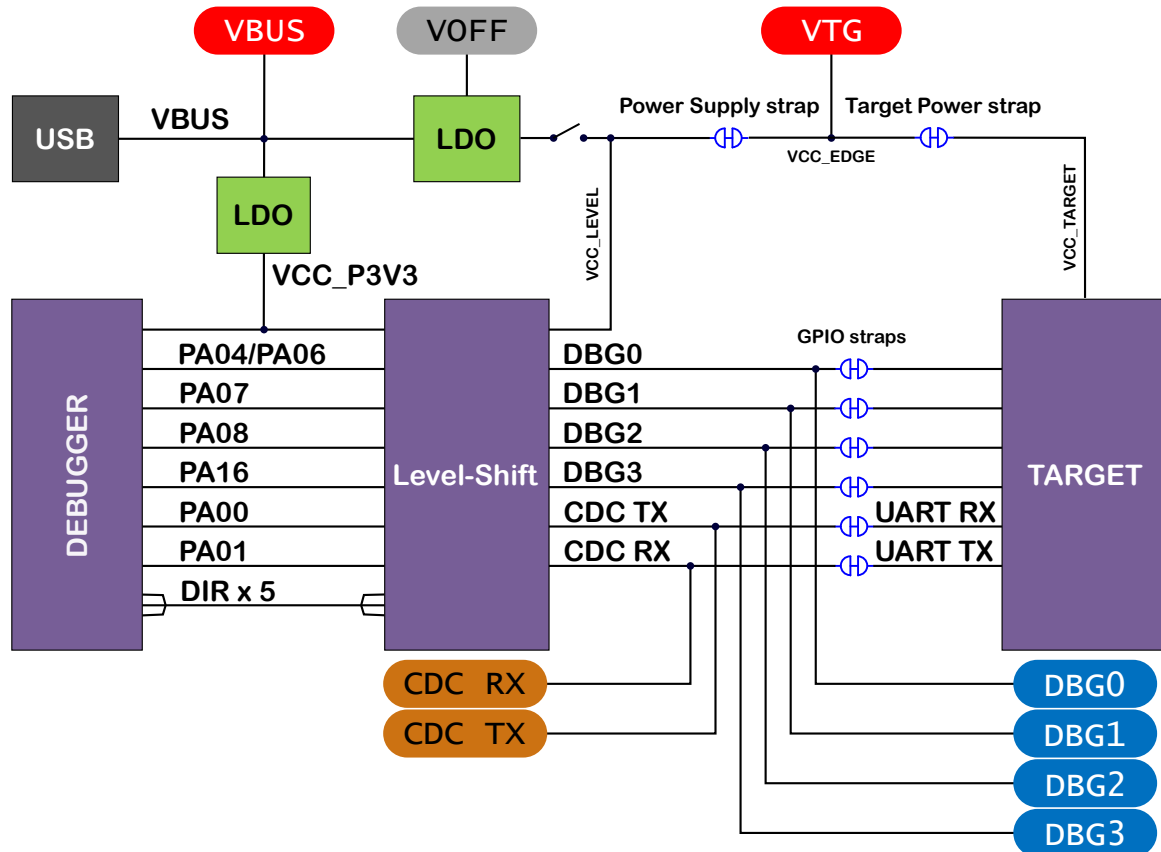 VBUS
VOFF
VTG
USB
VBUS
LDO
Power Supply strap
Target Power strap
VCC_EDGE
LDO
VCC_LEVEL
VCC_TARGET
VCC_P3V3
DEBUGGER
PA04/PA06
PA07
PA08
PA16
PA00
PA01
DIR x 5
Level-Shift
DBG0
DBG1
DBG2
DBG3
CDC TX
CDC RX
GPIO straps
UART RX
UART TX
TARGET
CDC RX
CDC TX
DBG0
DBG1
DBG2
DBG3